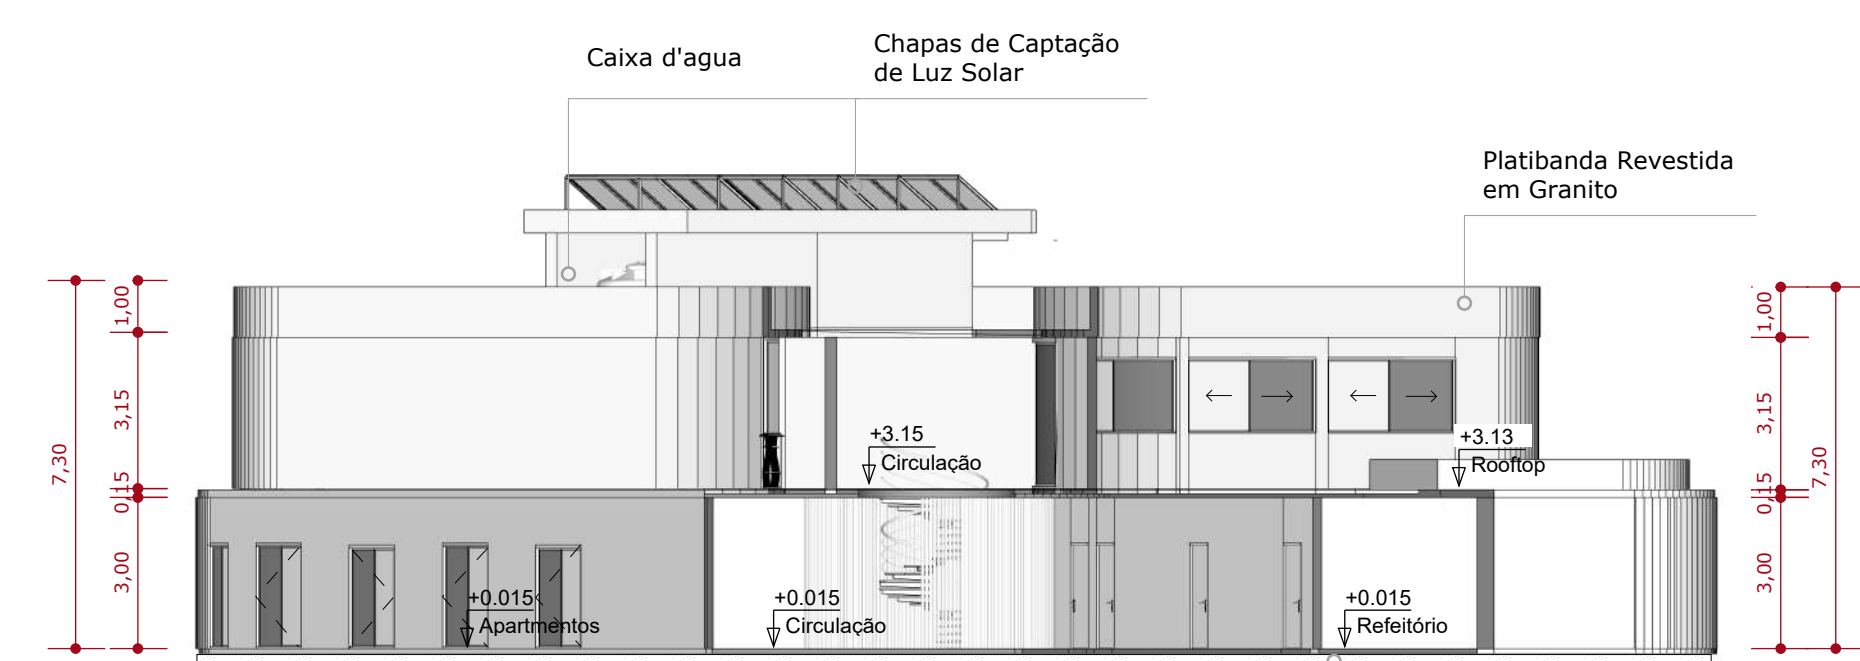 Caixa d'agua
Chapas de Captação
de Luz Solar
Platibanda Revestida
em Granito
1,00
3,15
0,15
3,00
7,30
1,00
3,15
0,15
3,00
7,30
+3.15
Circulação
+3.13
Rooftop
+0.015
Apartmentos
+0.015
Circulação
+0.015
Refeitório